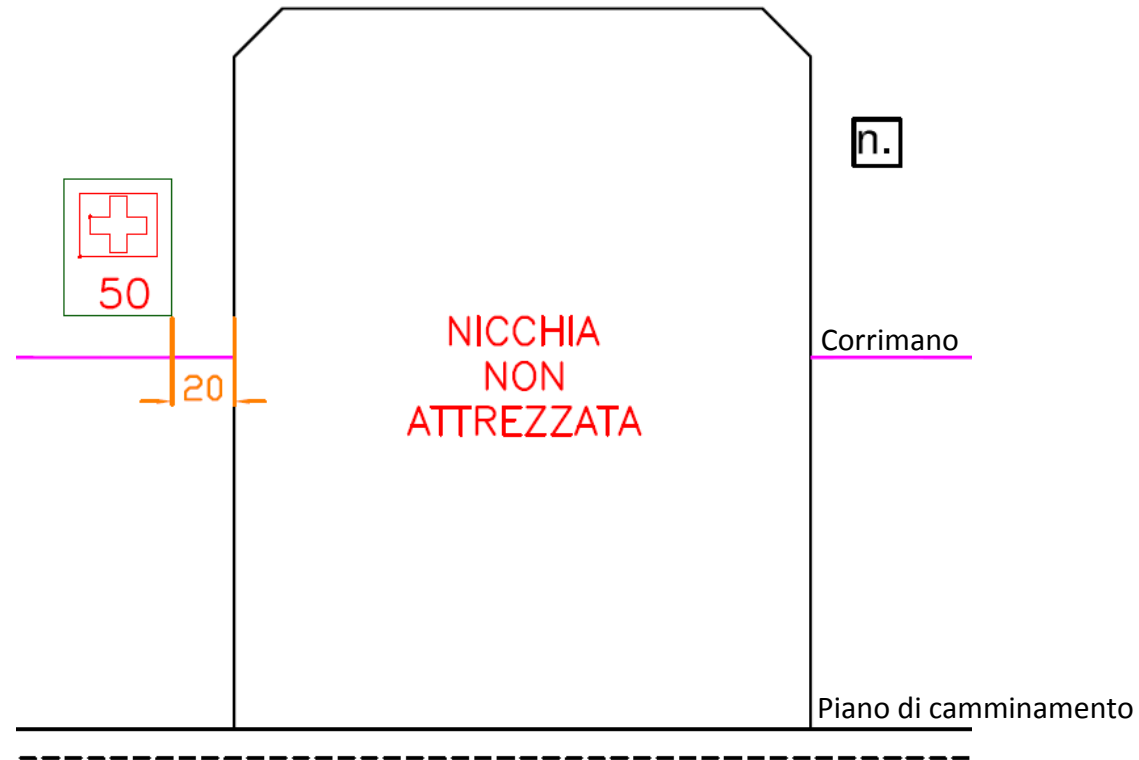 n.
50
20
NICCHIA
NON
ATTREZZATA
Corrimano
Piano di camminamento